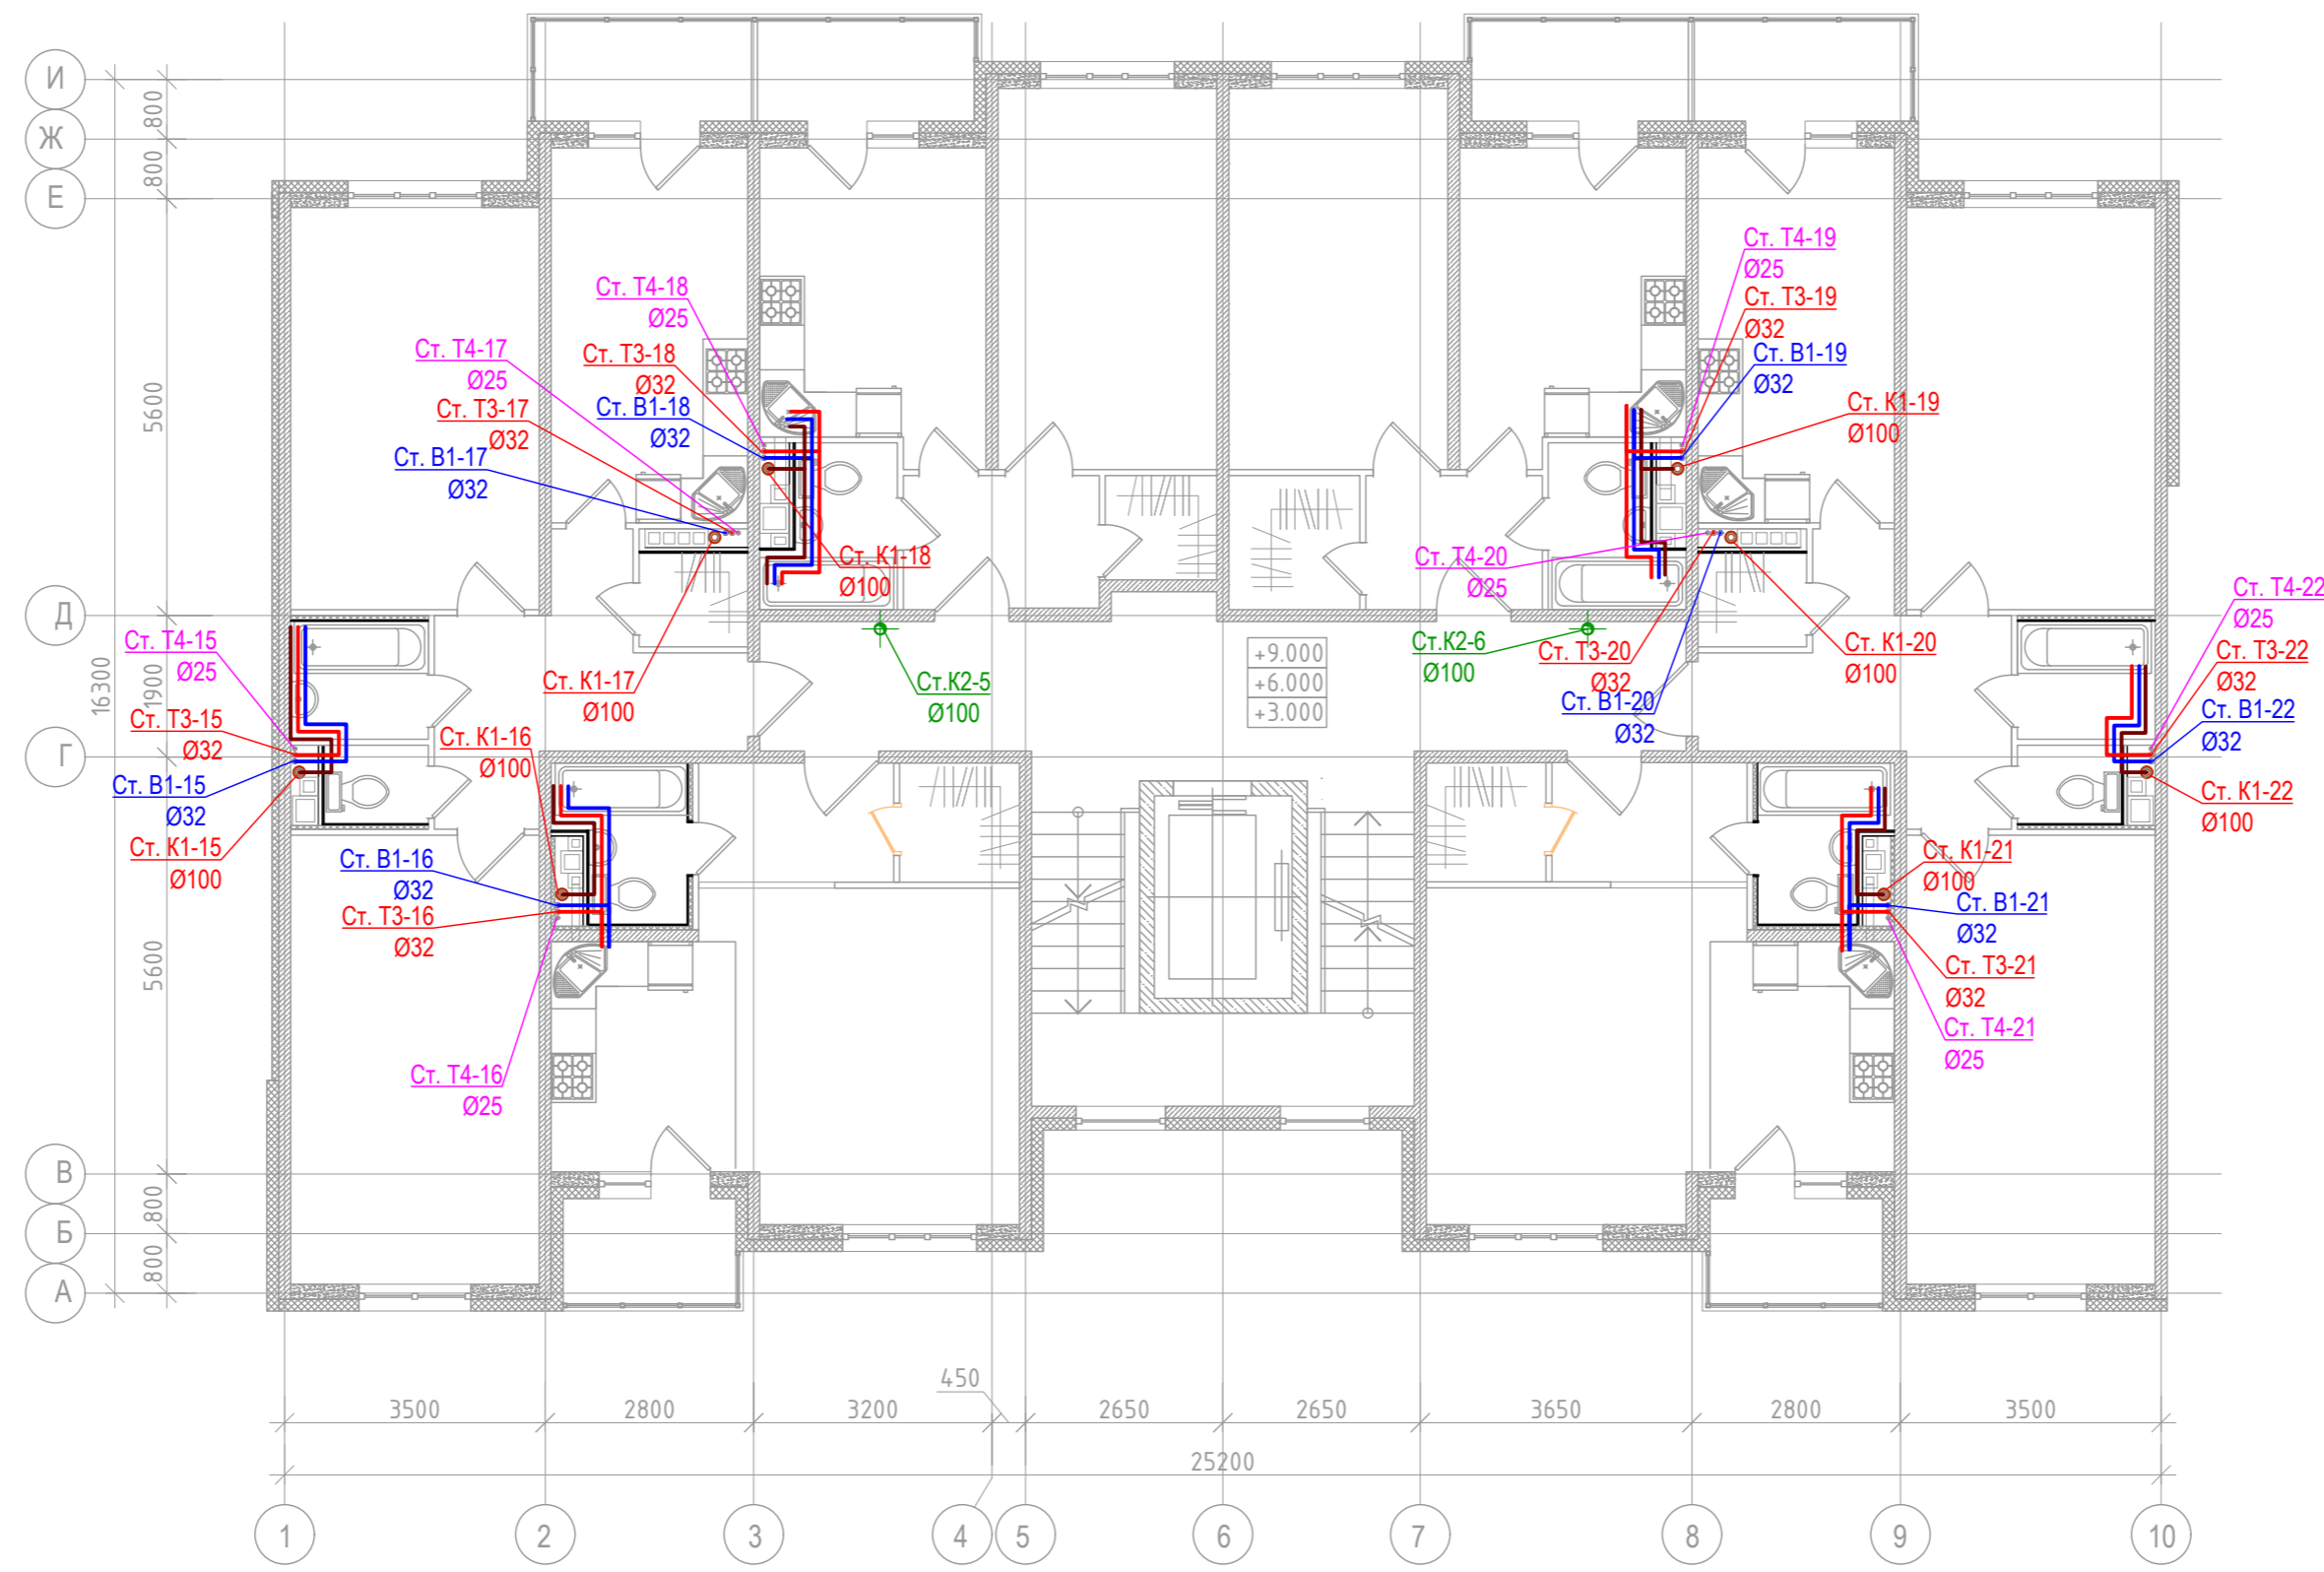 И
Ж
Е
Д
Г
В
Б
А
800
800
5600
1900
16300
5600
800
800
Ст. Т4-18
Ø25
Ст. Т4-17
Ø25
Ст. Т3-18
Ø32
Ст. Т3-17
Ø32
Ст. В1-18
Ø32
Ст. В1-17
Ø32
Ст. К1-18
Ø100
Ст. К1-17
Ø100
Ст.К2-5
Ø100
Ст. Т4-19
Ø25
Ст. Т3-19
Ø32
Ст. В1-19
Ø32
Ст. К1-19
Ø100
Ст. Т4-20
Ø25
Ст.К2-6
Ø100
Ст. Т3-20
Ø32
Ст. В1-20
Ø32
Ст. К1-20
Ø100
+9.000
+6.000
+3.000
Ст. Т4-22
Ø25
Ст. Т3-22
Ø32
Ст. В1-22
Ø32
Ст. К1-22
Ø100
Ст. Т4-15
Ø25
Ст. Т3-15
Ø32
Ст. В1-15
Ø32
Ст. К1-15
Ø100
Ст. К1-16
Ø100
Ст. В1-16
Ø32
Ст. Т3-16
Ø32
Ст. Т4-16
Ø25
Ст. К1-21
Ø100
Ст. В1-21
Ø32
Ст. Т3-21
Ø32
Ст. Т4-21
Ø25
450
3500 2800 3200 2650 2650 3650 2800 3500
25200
1 2 3 4 5 6 7 8 9 10